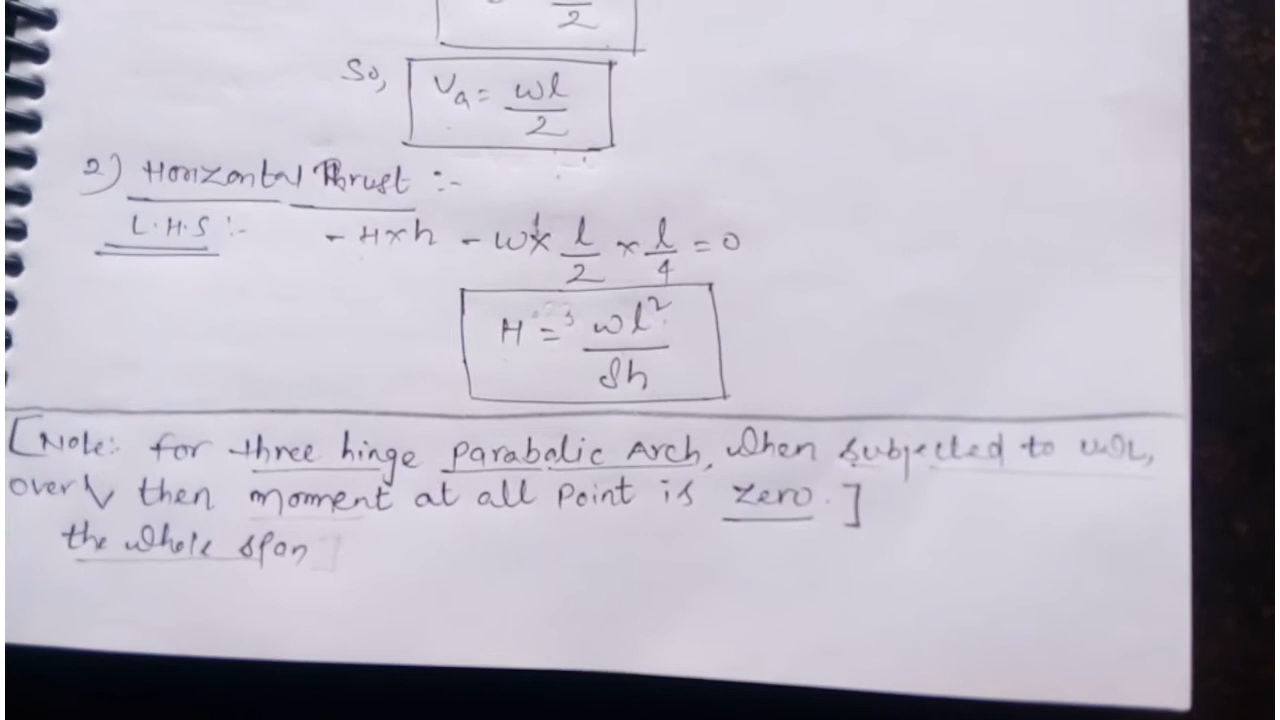 2
So, Va = wl/2
2) Horizontal Thrust :-
L.H.S :- - H×h - w× l/2 × l/4 = 0
H = wl²/8h
[Note: for three hinge parabolic Arch, when subjected to udl,
over then moment at all point is zero.]
the whole span